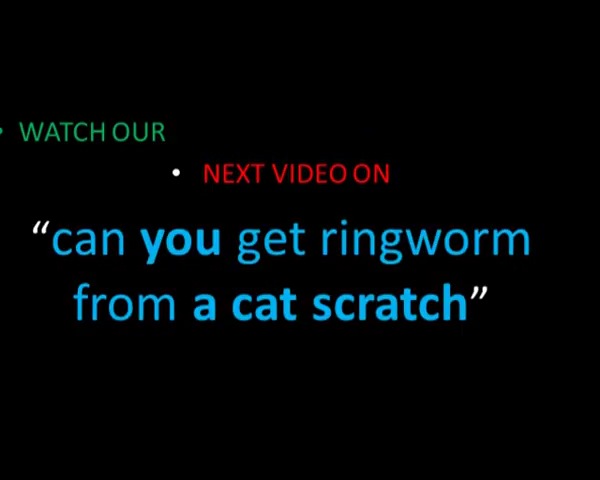 • WATCH OUR
• NEXT VIDEO ON
“can you get ringworm
from a cat scratch”